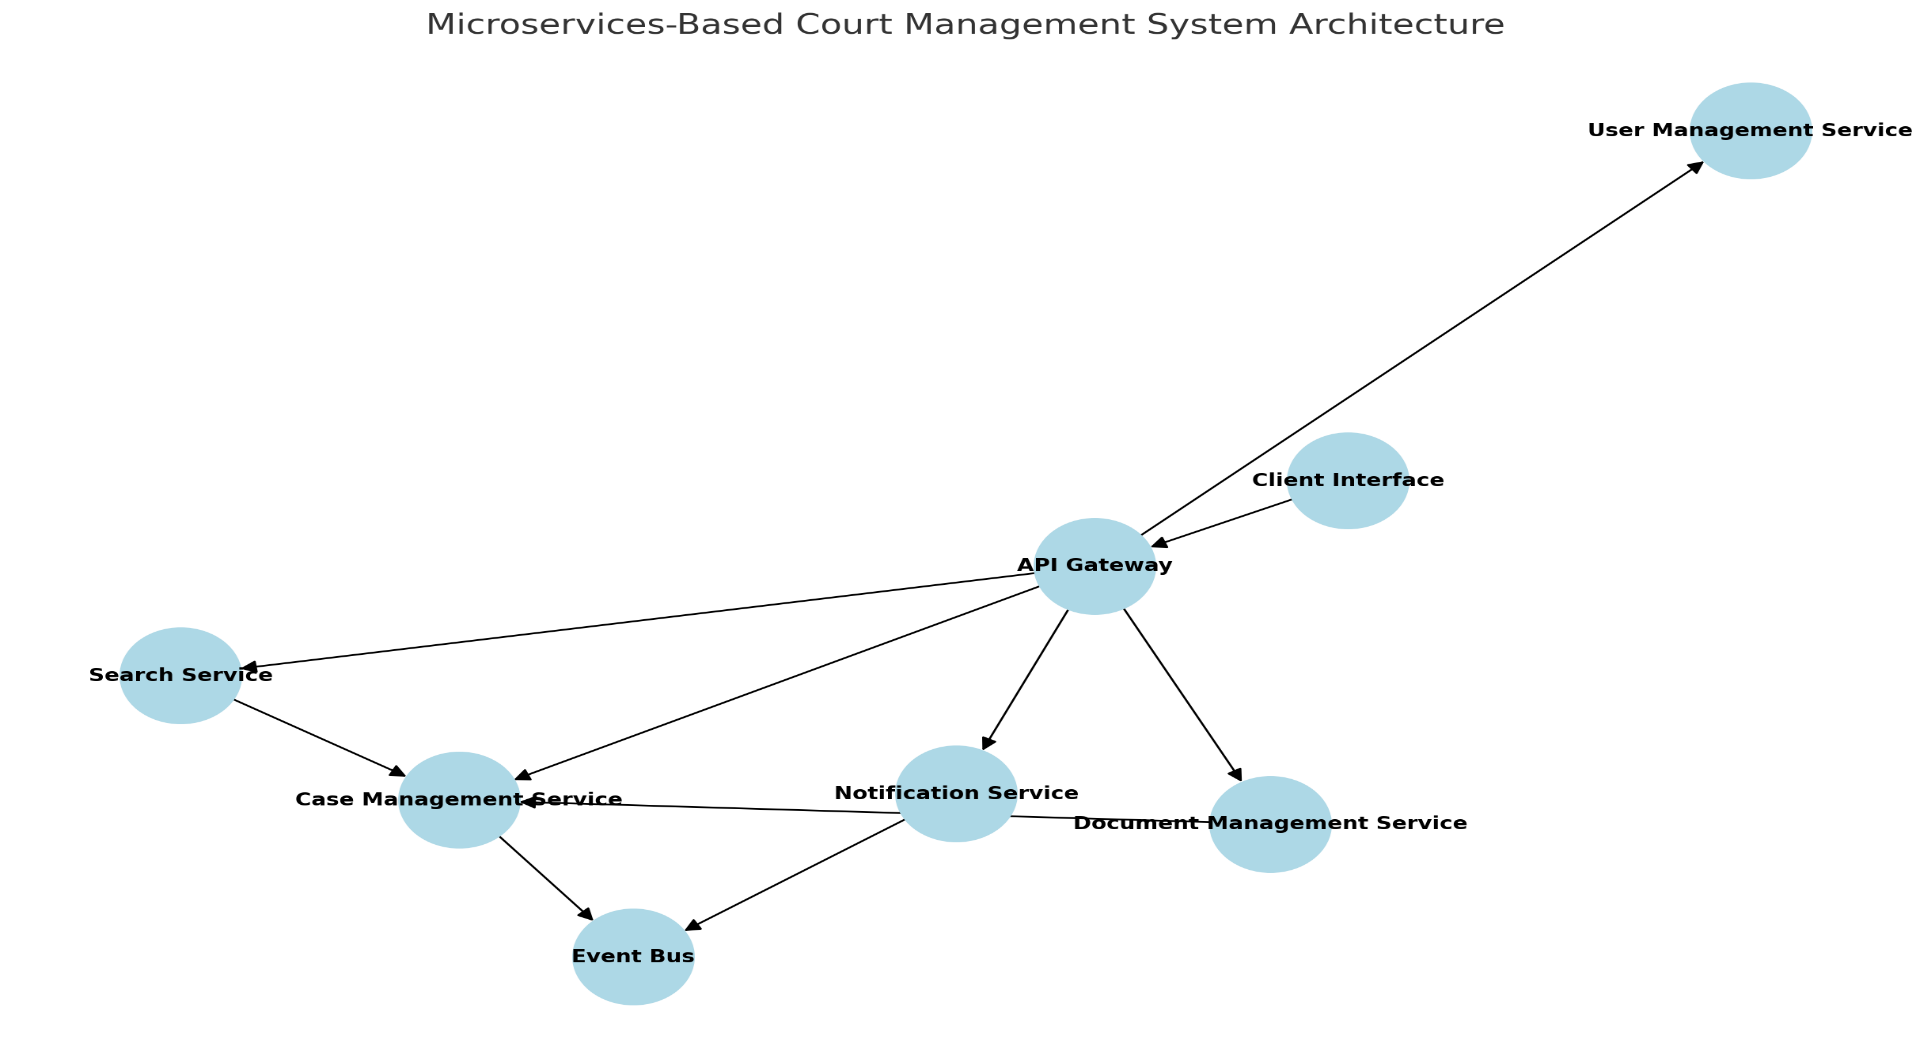 Microservices-Based Court Management System Architecture
User Management Service
Client Interface
API Gateway
Search Service
Case Management Service
Notification Service
Document Management Service
Event Bus